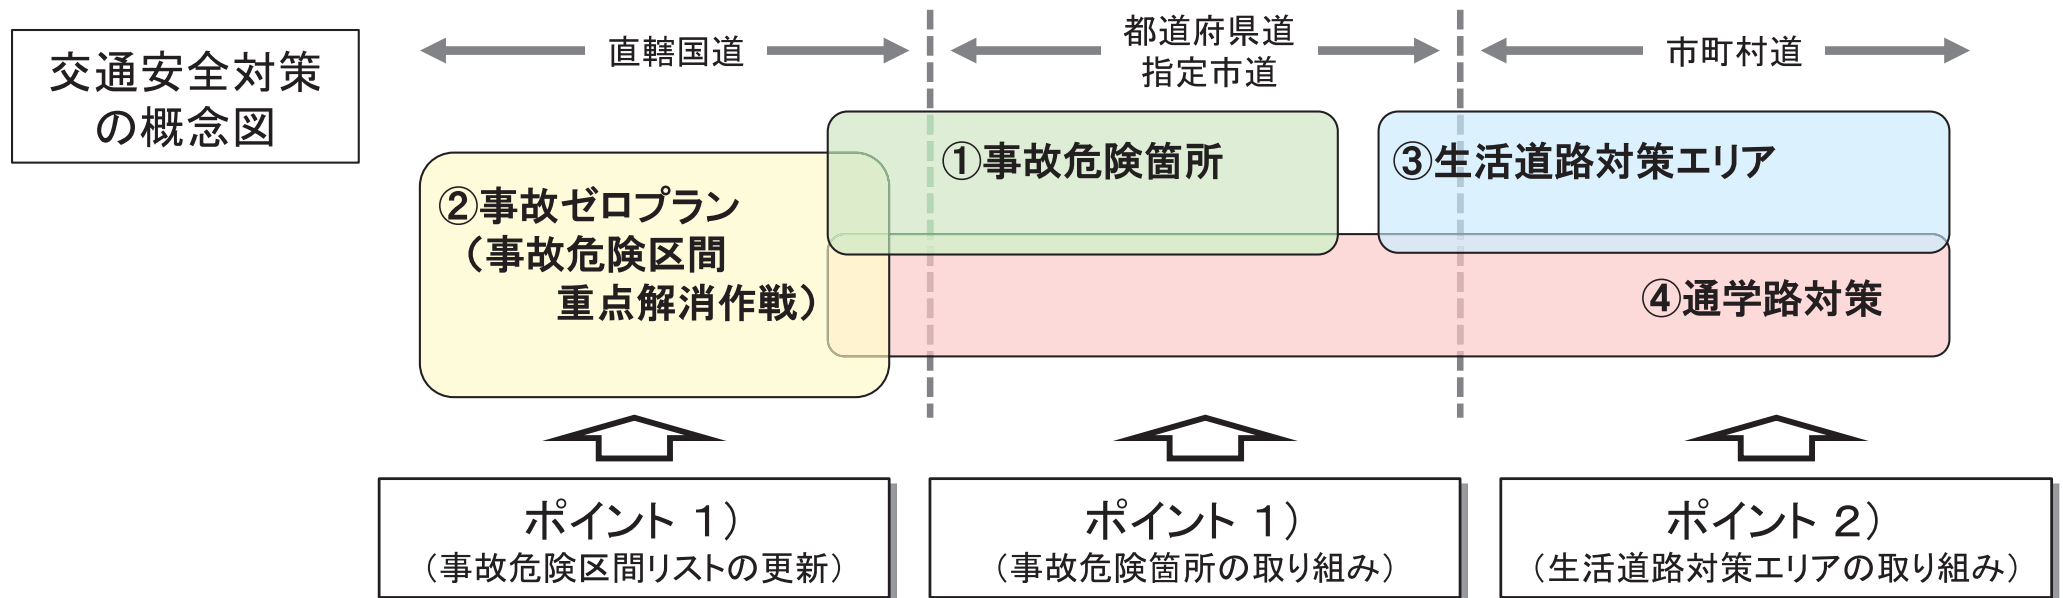 交通安全対策
の概念図
直轄国道
都道府県道
指定市道
市町村道
①事故危険箇所
③生活道路対策エリア
②事故ゼロプラン
（事故危険区間
重点解消作戦）
④通学路対策
ポイント １）
（事故危険区間リストの更新）
ポイント １）
（事故危険箇所の取り組み）
ポイント ２）
（生活道路対策エリアの取り組み）